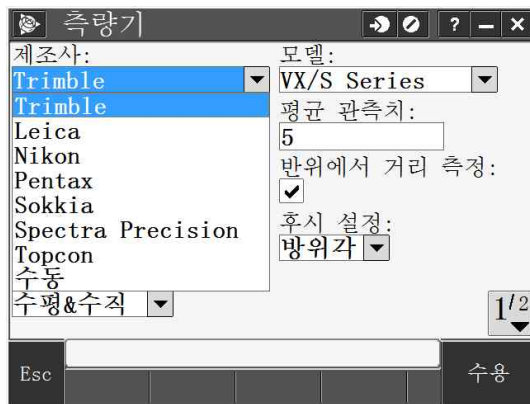 측량기
? – ×
제조사:
Trimble
Trimble
Leica
Nikon
Pentax
Sokkia
Spectra Precision
Topcon
수동
수평&수직
모델:
VX/S Series
평균 관측치:
5
반위에서 거리 측정:
후시 설정:
방위각
1/2
Esc
수용